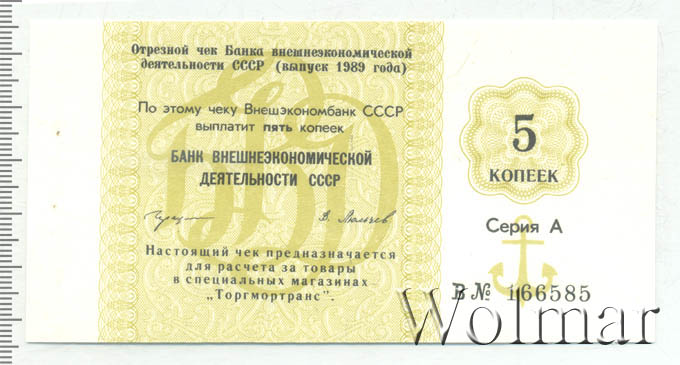 Отрезной чек Банка внешнеэкономической
деятельности СССР (выпуск 1989 года)
По этому чеку Внешэкономбанк СССР
выплатит пять копеек
БАНК ВНЕШНЕЭКОНОМИЧЕСКОЙ
ДЕЯТЕЛЬНОСТИ СССР
Настоящий чек предназначается
для расчета за товары
в специальных магазинах
„Торгмортранс".
5
КОПЕЕК
Серия А
В № 166585
Wolmar